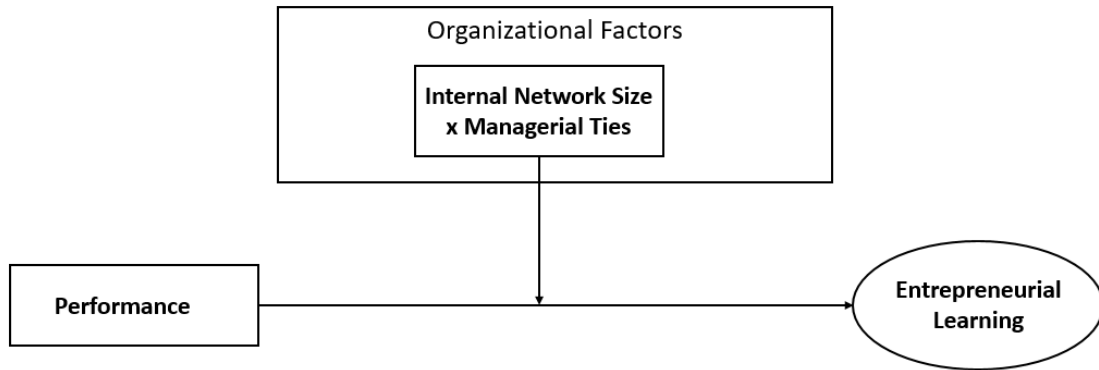 Organizational Factors
Internal Network Size
x Managerial Ties
Performance
Entrepreneurial
Learning